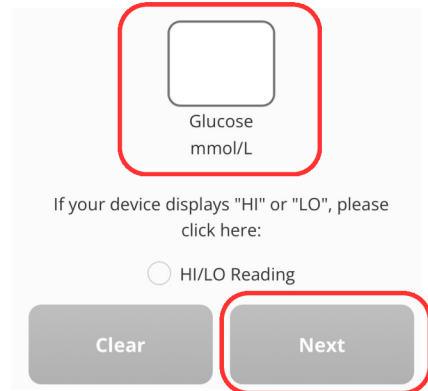 Glucose
mmol/L
If your device displays "HI" or "LO", please
click here:
HI/LO Reading
Clear
Next